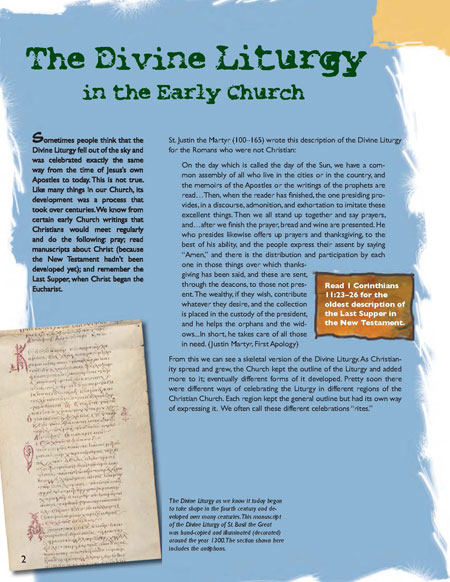 The Divine Liturgy
in the Early Church
Sometimes people think that the
Divine Liturgy fell out of the sky and
was celebrated exactly the same
way from the time of Jesus's own
Apostles to today. This is not true.
Like many things in our Church, its
development was a process that
took over centuries. We know from
certain early Church writings that
Christians would meet regularly
and do the following: pray; read
manuscripts about Christ (because
the New Testament hadn't been
developed yet); and remember the
Last Supper, when Christ began the
Eucharist.
St. Justin the Martyr (100–165) wrote this description of the Divine Liturgy
for the Romans who were not Christian:
On the day which is called the day of the Sun, we have a com-
mon assembly of all who live in the cities or in the country, and
the memoirs of the Apostles or the writings of the prophets are
read…Then, when the reader has finished, the one presiding pro-
vides, in a discourse, admonition, and exhortation to imitate these
excellent things. Then we all stand up together and say prayers,
and…after we finish the prayer, bread and wine are presented. He
who presides likewise offers up prayers and thanksgiving, to the
best of his ability, and the people express their assent by saying
"Amen," and there is the distribution and participation by each
one in those things over which thanks-
giving has been said, and these are sent,
through the deacons, to those not pres-
ent. The wealthy, if they wish, contribute
whatever they desire, and the collection
is placed in the custody of the president,
and he helps the orphans and the wid-
ows...In short, he takes care of all those
in need. (Justin Martyr, First Apology)
Read 1 Corinthians
11:23–26 for the
oldest description of
the Last Supper in
the New Testament.
From this we can see a skeletal version of the Divine Liturgy. As Christian-
ity spread and grew, the Church kept the outline of the Liturgy and added
more to it; eventually different forms of it developed. Pretty soon there
were different ways of celebrating the Liturgy in different regions of the
Christian Church. Each region kept the general outline but had its own way
of expressing it. We often call these different celebrations "rites."
The Divine Liturgy as we know it today began
to take shape in the fourth century and de-
veloped over many centuries. This manuscript
of the Divine Liturgy of St. Basil the Great
was hand-copied and illuminated (decorated)
around the year 1300. The section shown here
includes the antiphons.
2